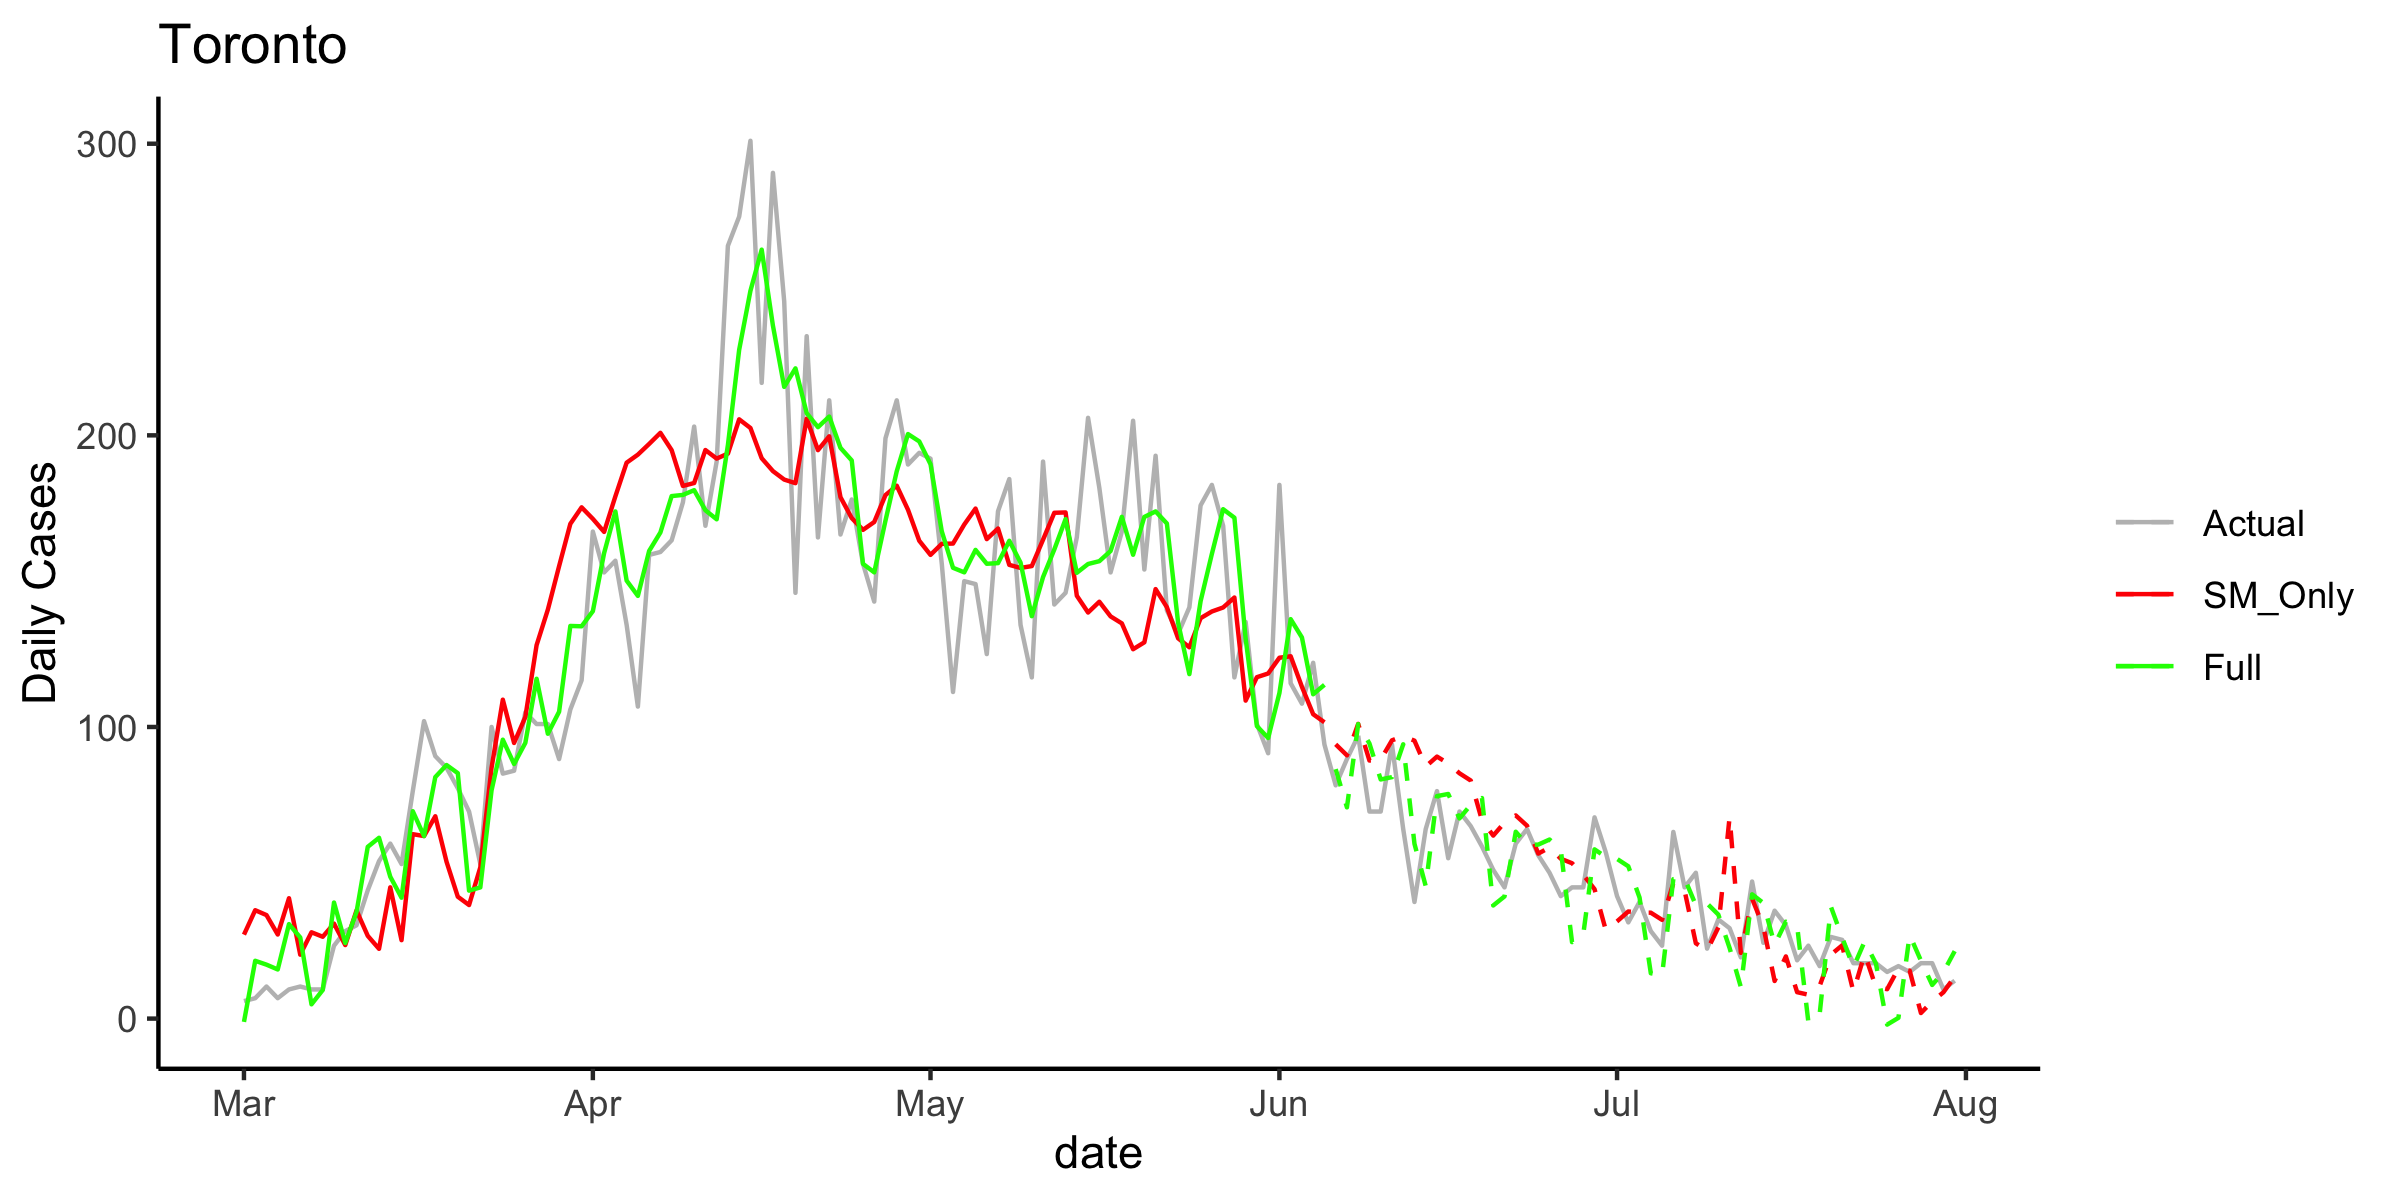 Toronto
Daily Cases
300
200
100
0
Mar Apr May Jun Jul Aug
date
Actual
SM_Only
Full